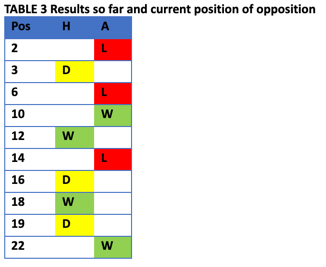 TABLE 3 Results so far and current position of opposition
Pos H A
2 L
3 D
6 L
10 W
12 W
14 L
16 D
18 W
19 D
22 W